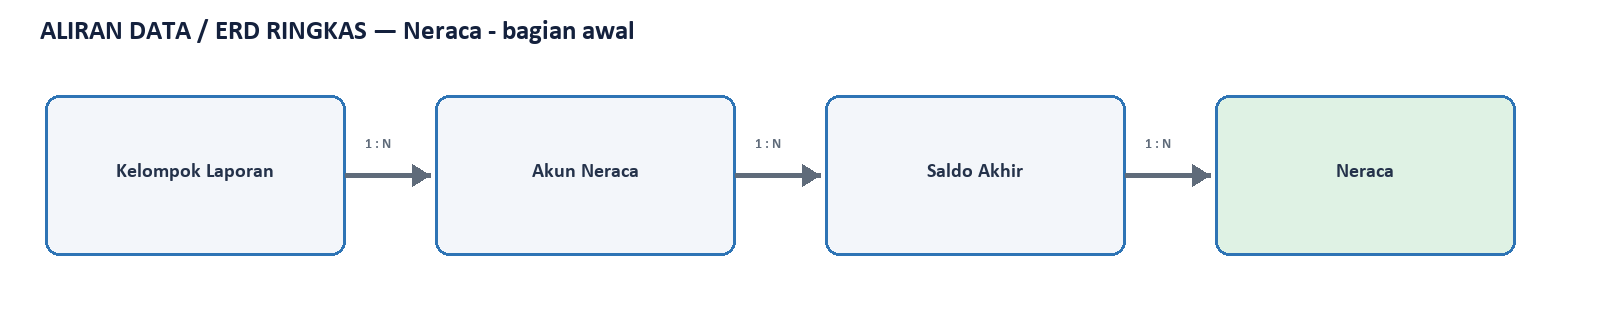 ALIRAN DATA / ERD RINGKAS — Neraca - bagian awal
1 : N
1 : N
1 : N
Kelompok Laporan
Akun Neraca
Saldo Akhir
Neraca